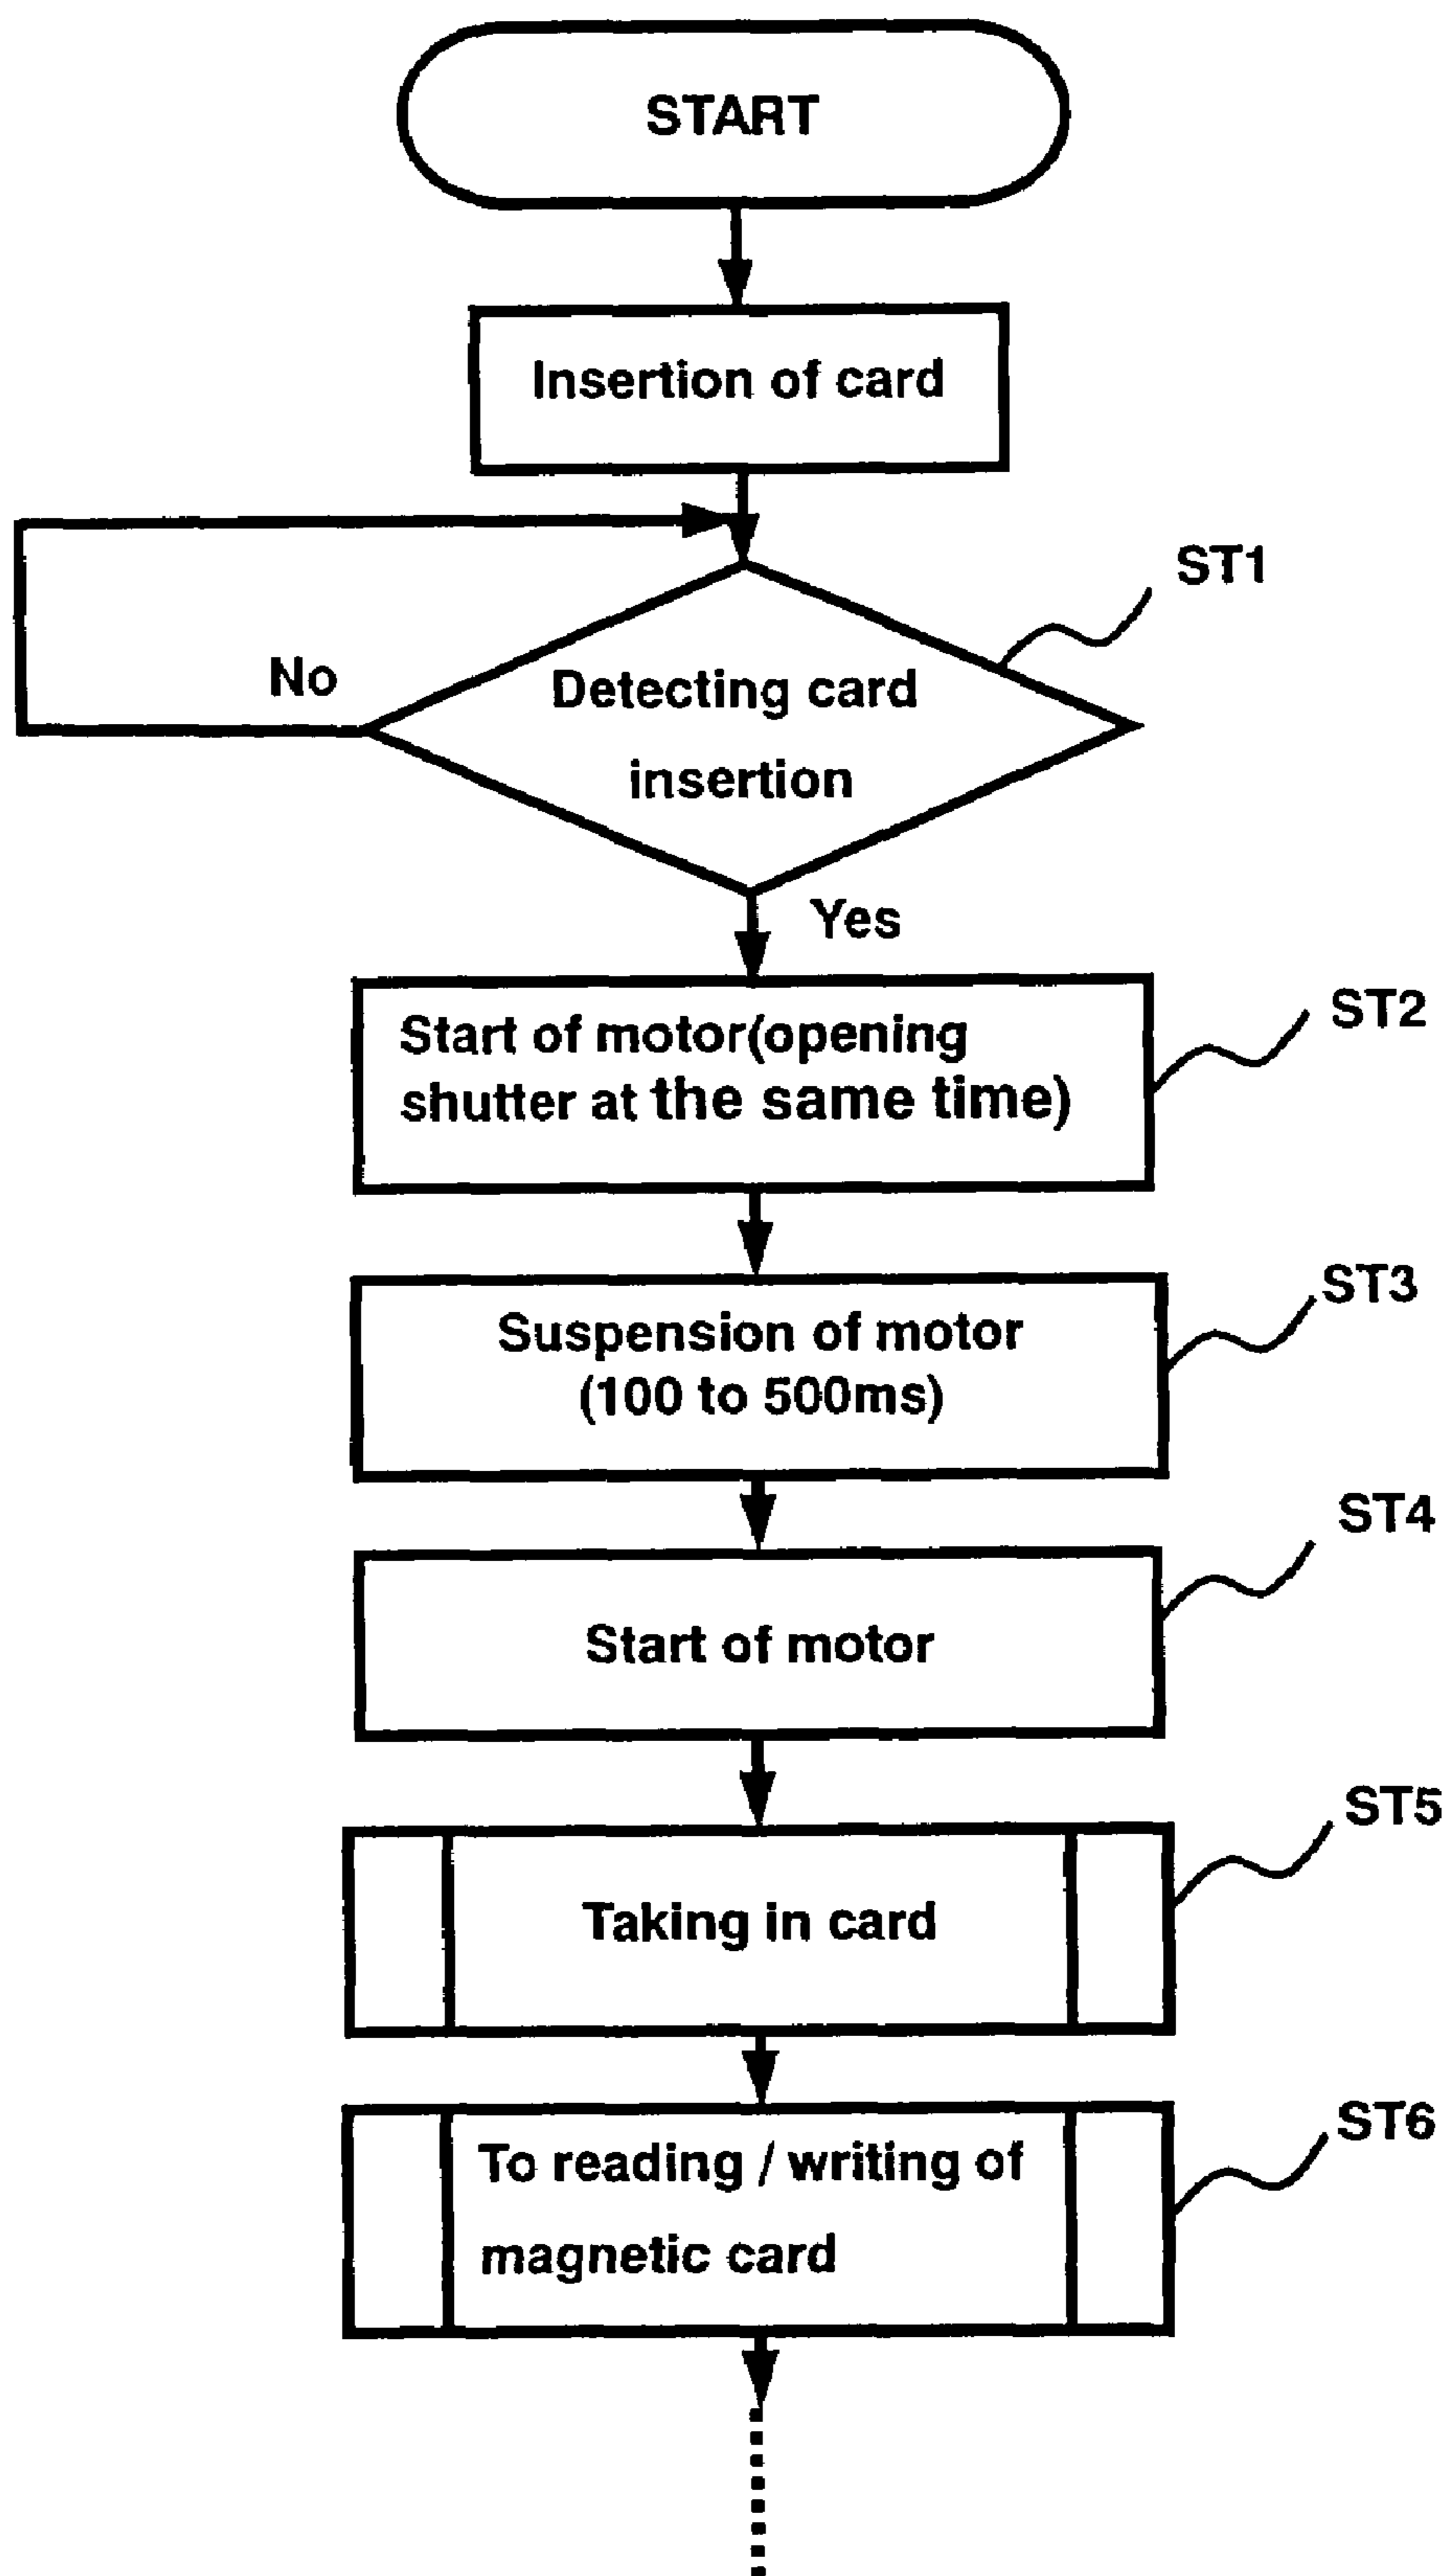 START
Insertion of card
ST1
No
Detecting card
insertion
Yes
ST2
Start of motor(opening
shutter at the same time)
ST3
Suspension of motor
(100 to 500ms)
ST4
Start of motor
ST5
Taking in card
ST6
To reading / writing of
magnetic card